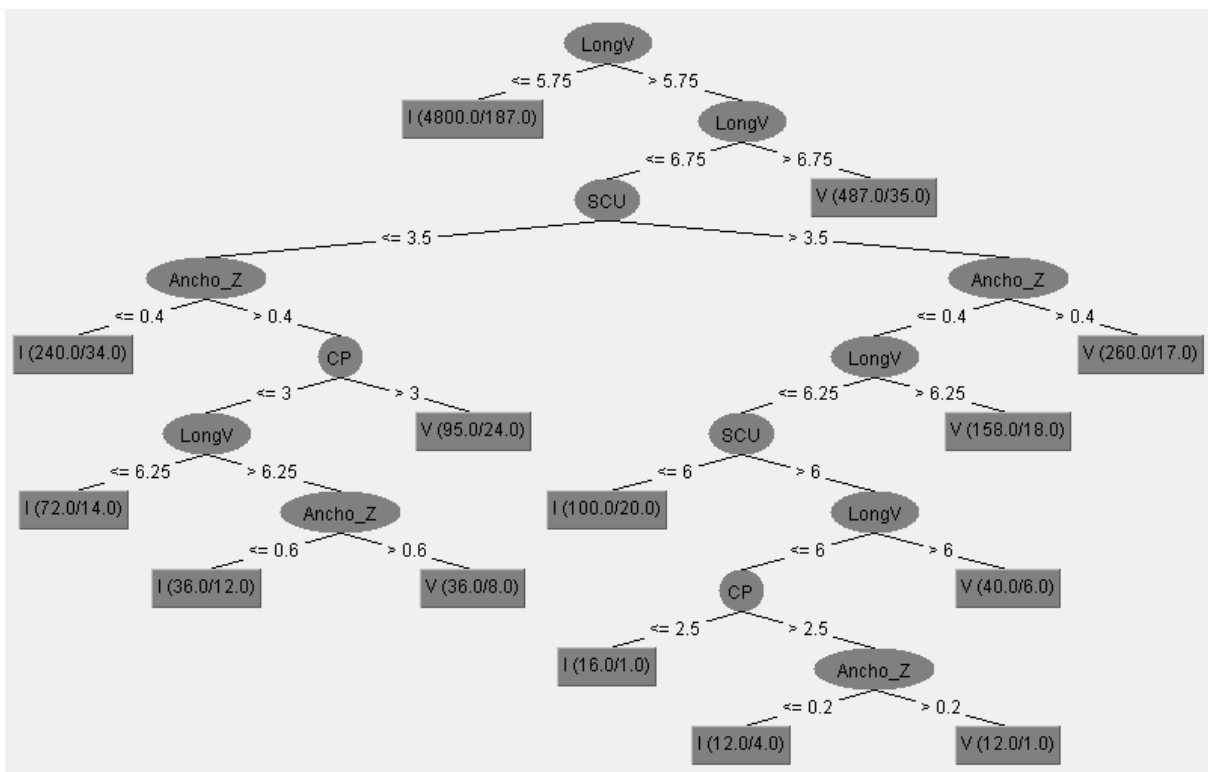 LongV
<= 5.75 > 5.75
I (4800.0/187.0) LongV
<= 6.75 > 6.75
SCU V (487.0/35.0)
<= 3.5 > 3.5
Ancho_Z Ancho_Z
<= 0.4 > 0.4 <= 0.4 > 0.4
I (240.0/34.0) CP LongV V (260.0/17.0)
<= 3 > 3 <= 6.25 > 6.25
LongV V (95.0/24.0) SCU V (158.0/18.0)
<= 6.25 > 6.25 <= 6 > 6
I (72.0/14.0) Ancho_Z I (100.0/20.0) LongV
<= 0.6 > 0.6 <= 6 > 6
I (36.0/12.0) V (36.0/8.0) CP V (40.0/6.0)
<= 2.5 > 2.5
I (16.0/1.0) Ancho_Z
<= 0.2 > 0.2
I (12.0/4.0) V (12.0/1.0)